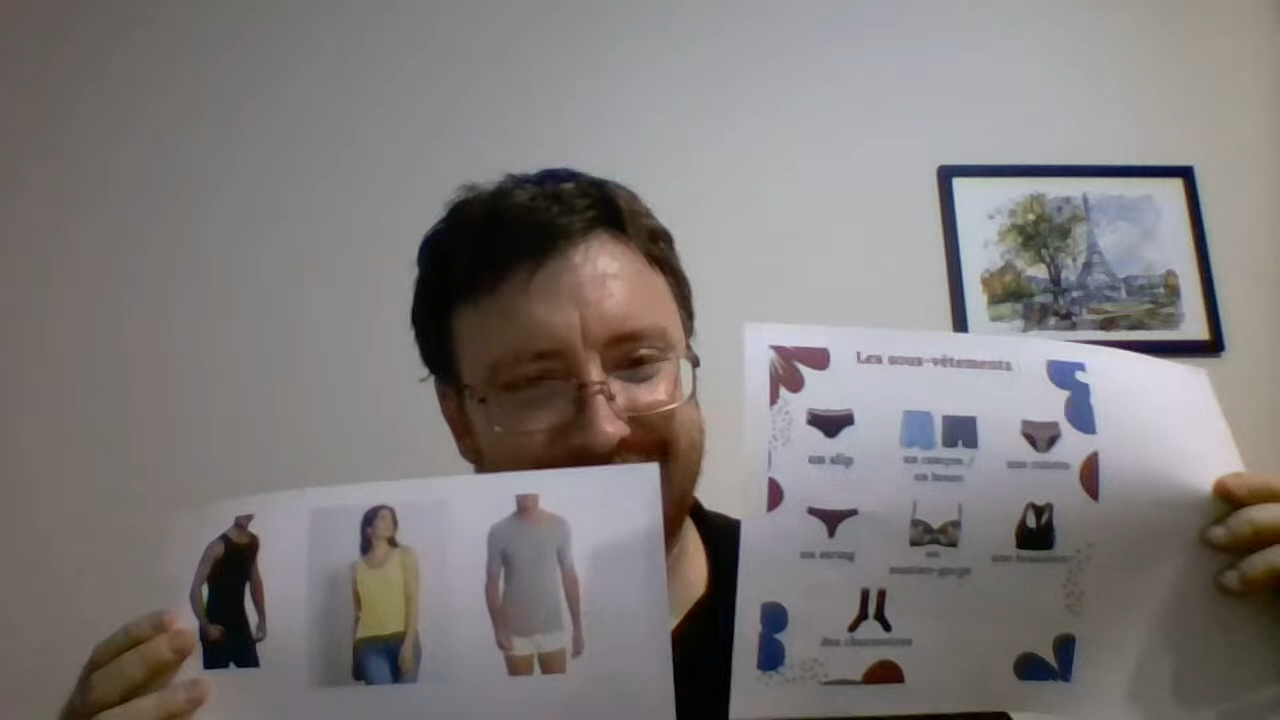 Les sous-vêtements
un slip
un caleçon /
un boxer
une culotte
un string
un
soutien-gorge
une brassière
des chaussettes